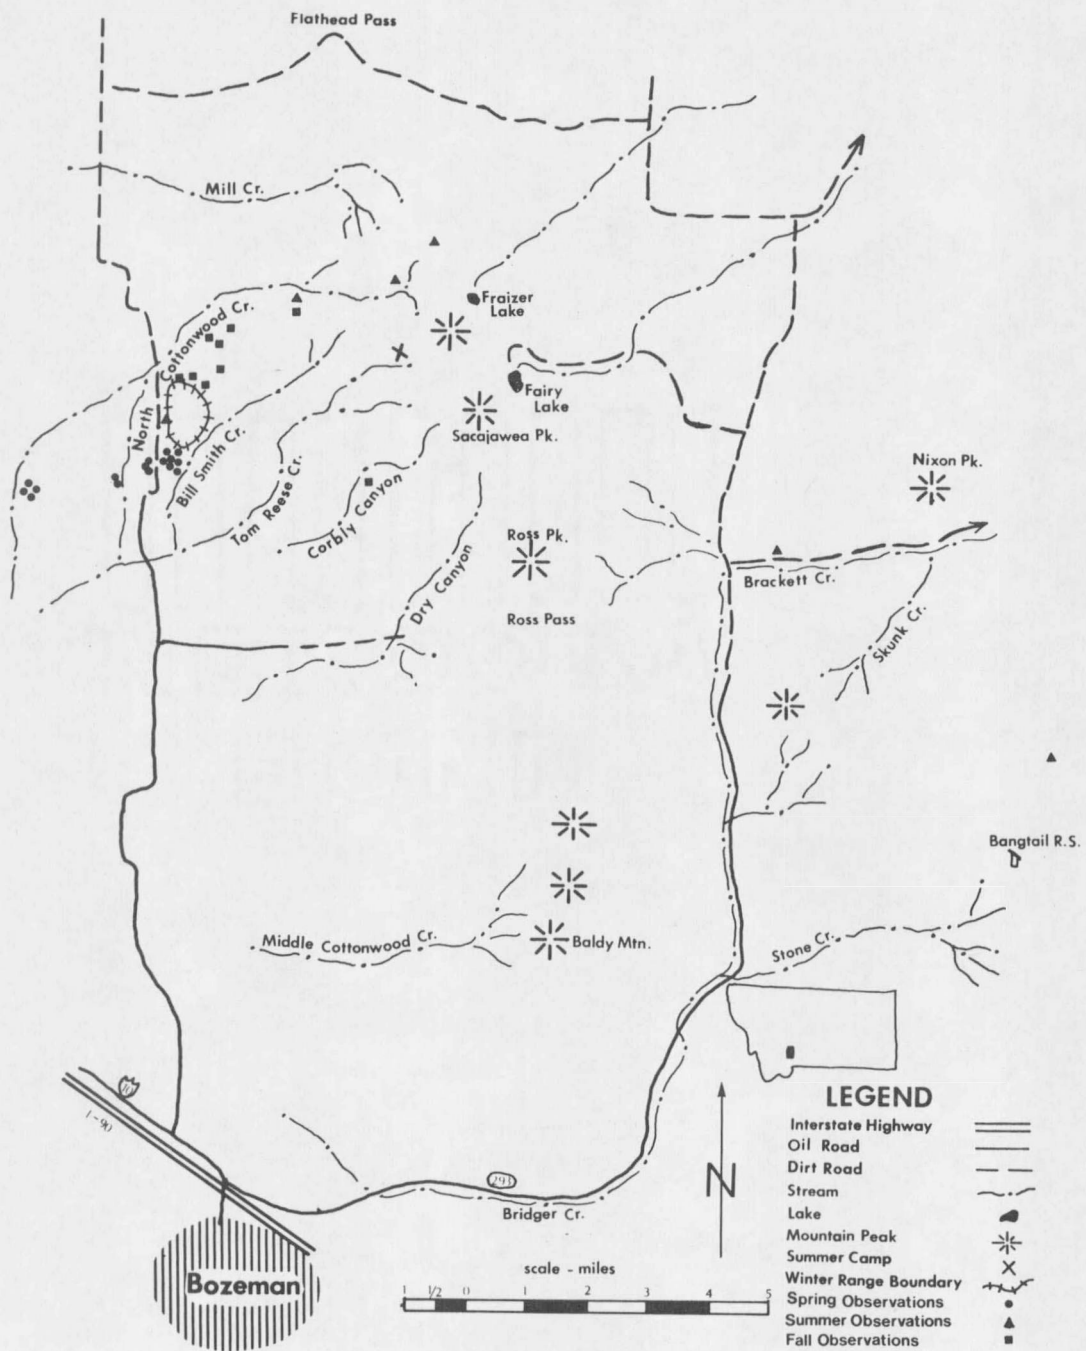 Flathead Pass
Mill Cr.
Fraizer
Lake
North Cottonwood Cr.
Fairy
Lake
Sacajawea Pk.
Bill Smith Cr.
Nixon Pk.
Tom Reese Cr.
Corbly Canyon
Ross Pk.
Dry Canyon
Brackett Cr.
Ross Pass
Skunk Cr.
Bangtail R.S.
Middle Cottonwood Cr.
Baldy Mtn.
Stone Cr.
I-90
293
Bridger Cr.
N
Bozeman
scale - miles
1 1/2 0 1 2 3 4 5
LEGEND
Interstate Highway
Oil Road
Dirt Road
Stream
Lake
Mountain Peak
Summer Camp
Winter Range Boundary
Spring Observations
Summer Observations
Fall Observations